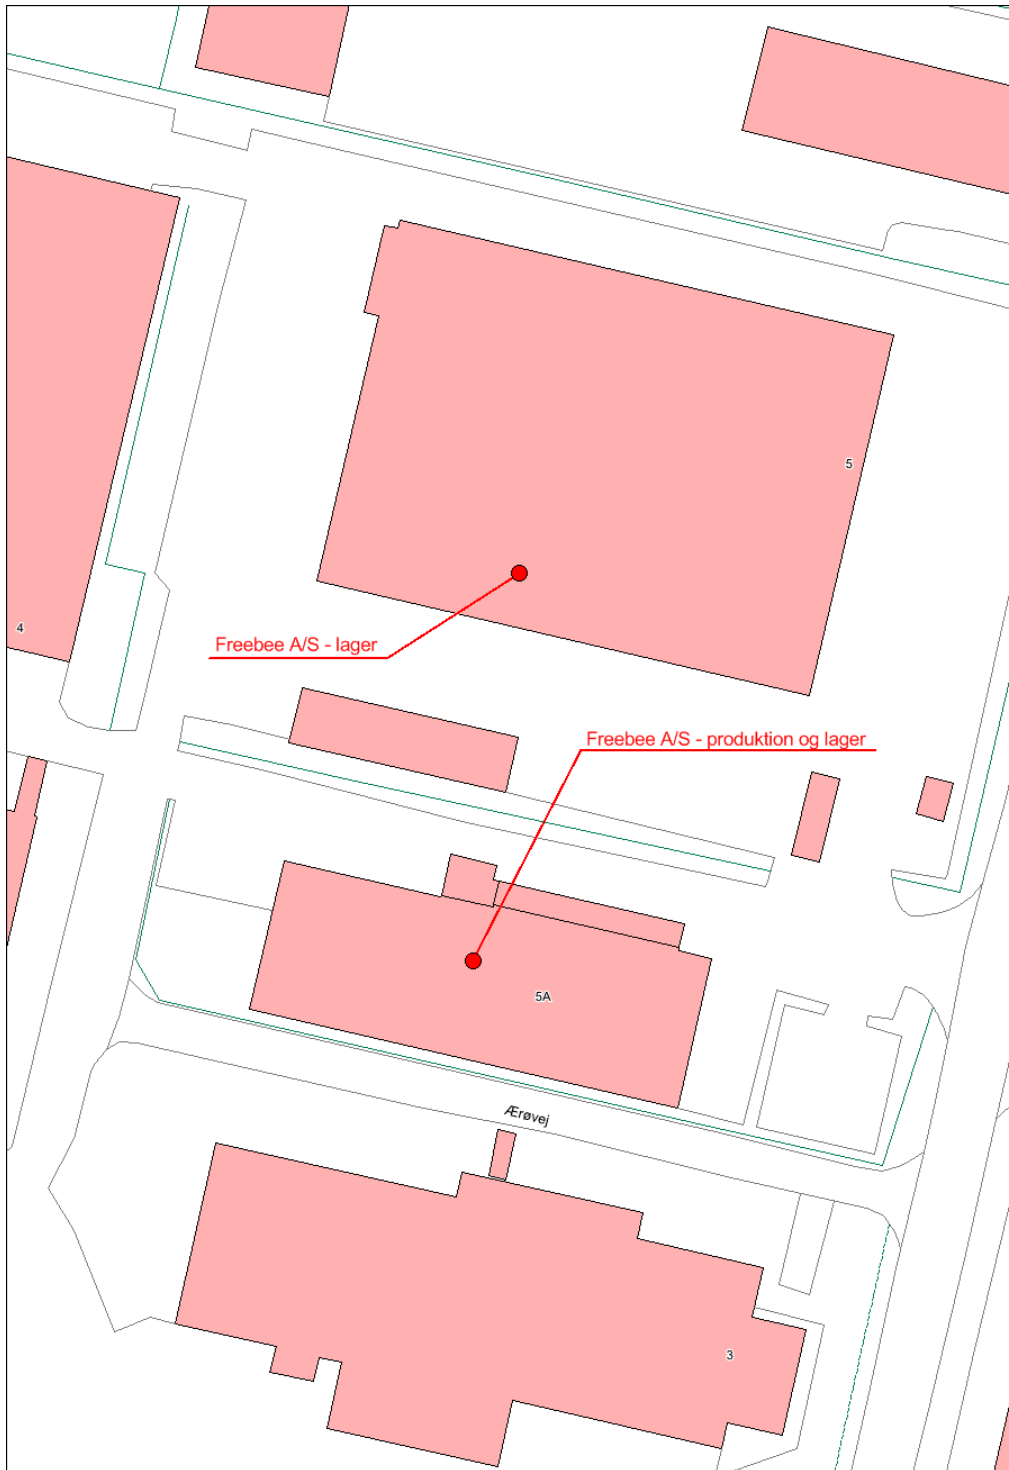 5
4
Freebee A/S - lager
Freebee A/S - produktion og lager
5A
Ærøvej
3